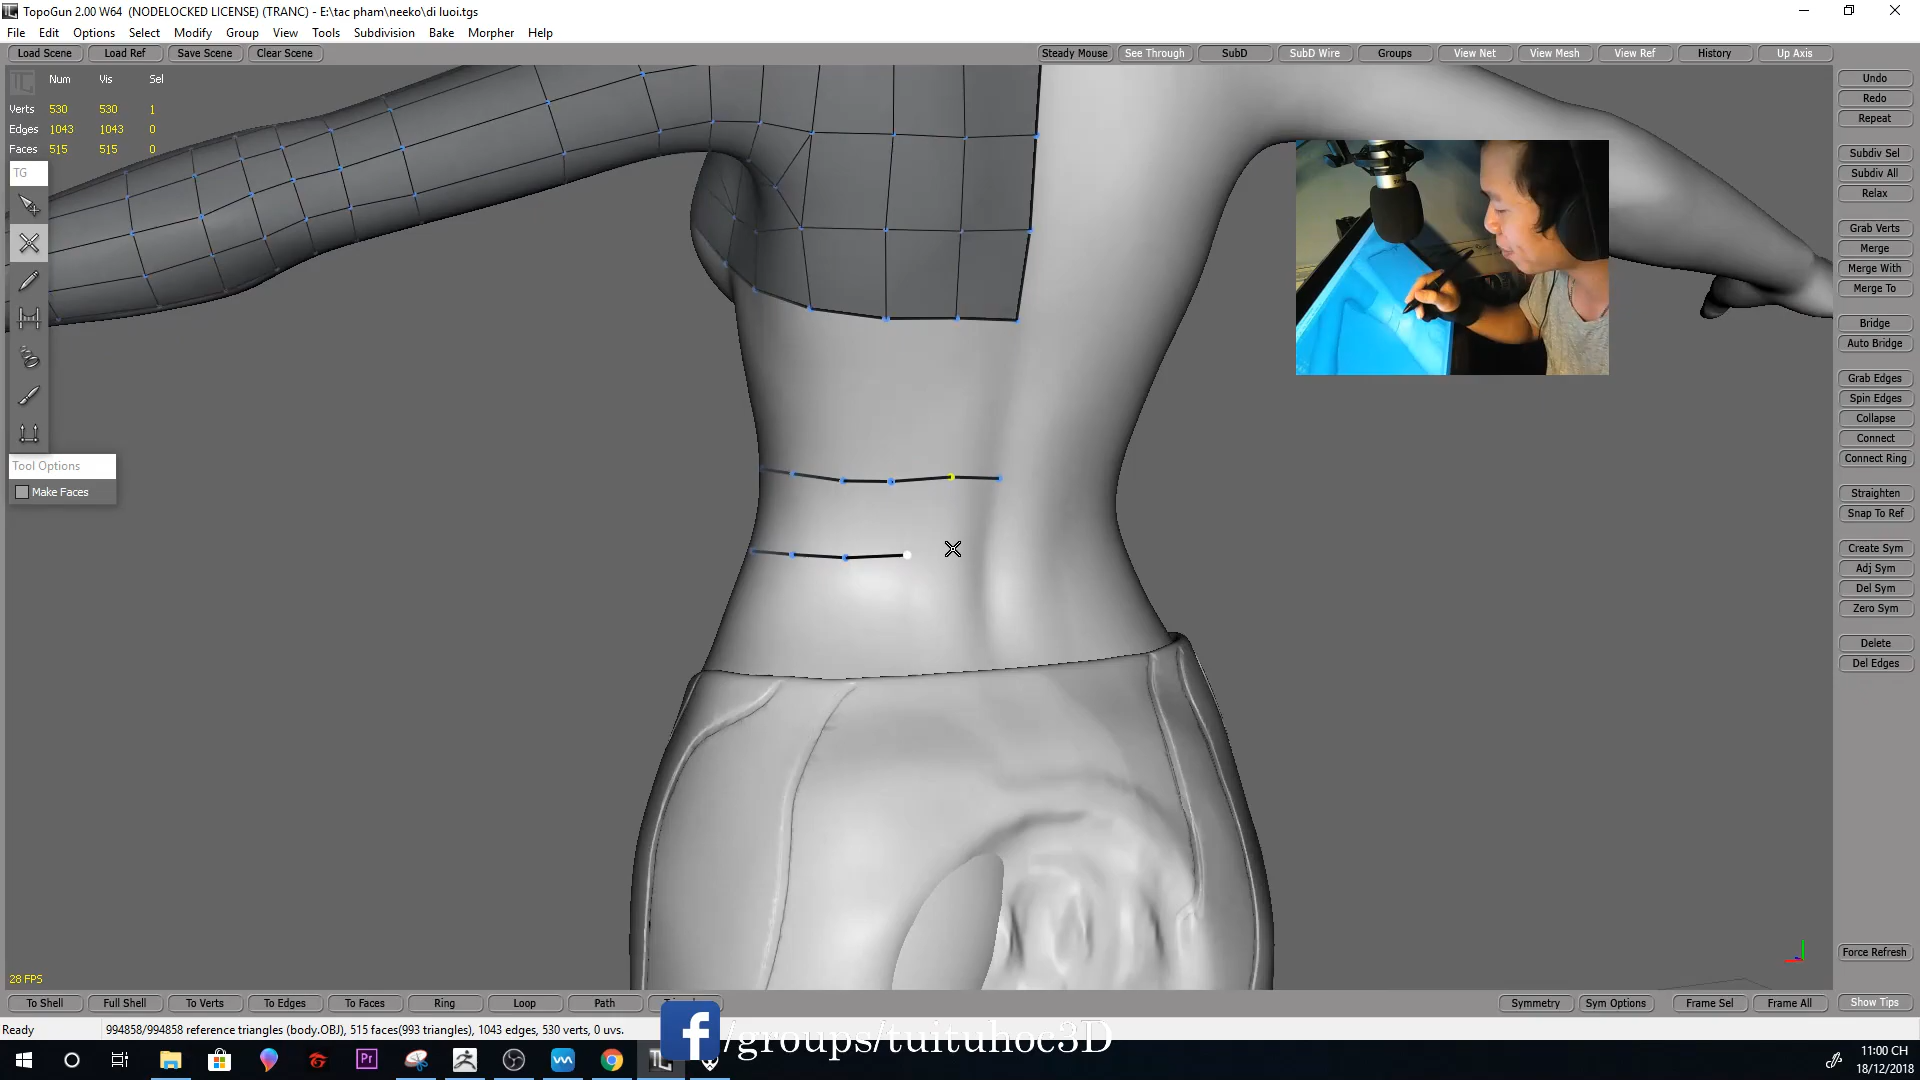 TopoGun 2.00 W64 (NODELOCKED LICENSE) (TRANC) - E:\tac pham\neeko\di luoi.tgs
File Edit Options Select Modify Group View Tools Subdivision Bake Morpher Help
Load Scene Load Ref Save Scene Clear Scene Steady Mouse See Through SubD SubD Wire Groups View Net View Mesh View Ref History Up Axis
Num Vis Sel
Verts 530 530 1
Edges 1043 1043 0
Faces 515 515 0
TG
Tool Options
Make Faces
Undo
Redo
Repeat
Subdiv Sel
Subdiv All
Relax
Grab Verts
Merge
Merge With
Merge To
Bridge
Auto Bridge
Grab Edges
Spin Edges
Collapse
Connect
Connect Ring
Straighten
Snap To Ref
Create Sym
Adj Sym
Del Sym
Zero Sym
Delete
Del Edges
Force Refresh
28 FPS
To Shell Full Shell To Verts To Edges To Faces Ring Loop Path Symmetry Sym Options Frame Sel Frame All Show Tips
Ready 994858/994858 reference triangles (body.OBJ), 515 faces(993 triangles), 1043 edges, 530 verts, 0 uvs.
/groups/tuituhoc3D
11:00 CH
18/12/2018